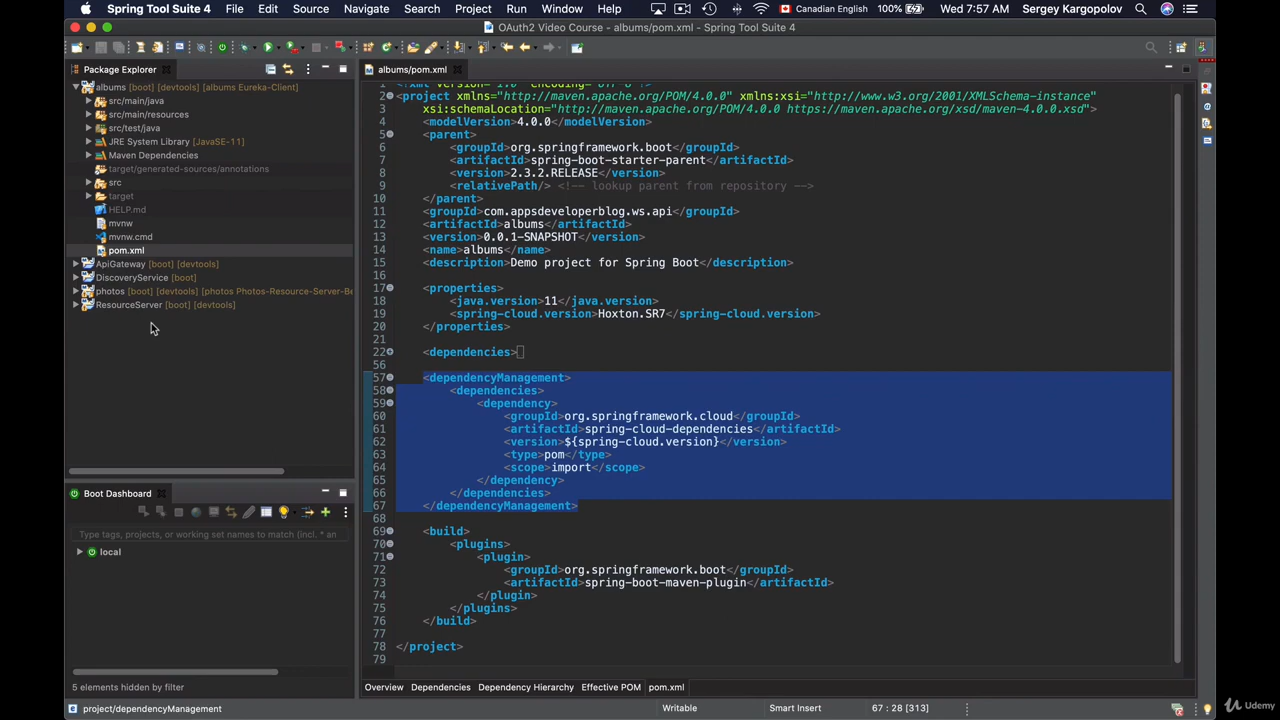 Spring Tool Suite 4 File Edit Source Navigate Search Project Run Window Help Canadian English 100% Wed 7:57 AM Sergey Kargopolov
OAuth2 Video Course - albums/pom.xml - Spring Tool Suite 4
Package Explorer
albums [boot] [devtools] [albums Eureka-Client]
src/main/java
src/main/resources
src/test/java
JRE System Library [JavaSE-11]
Maven Dependencies
target/generated-sources/annotations
src
target
HELP.md
mvnw
mvnw.cmd
pom.xml
ApiGateway [boot] [devtools]
DiscoveryService [boot]
photos [boot] [devtools] [photos Photos-Resource-Server-Be
ResourceServer [boot] [devtools]
Boot Dashboard
Type tags, projects, or working set names to match (incl. * an
local
5 elements hidden by filter
albums/pom.xml
1 <?xml version="1.0" encoding="UTF-8"?>
2 <project xmlns="http://maven.apache.org/POM/4.0.0" xmlns:xsi="http://www.w3.org/2001/XMLSchema-instance"
3 xsi:schemaLocation="http://maven.apache.org/POM/4.0.0 https://maven.apache.org/xsd/maven-4.0.0.xsd">
4 <modelVersion>4.0.0</modelVersion>
5 <parent>
6 <groupId>org.springframework.boot</groupId>
7 <artifactId>spring-boot-starter-parent</artifactId>
8 <version>2.3.2.RELEASE</version>
9 <relativePath/> <!-- lookup parent from repository -->
10 </parent>
11 <groupId>com.appsdeveloperblog.ws.api</groupId>
12 <artifactId>albums</artifactId>
13 <version>0.0.1-SNAPSHOT</version>
14 <name>albums</name>
15 <description>Demo project for Spring Boot</description>
16
17 <properties>
18 <java.version>11</java.version>
19 <spring-cloud.version>Hoxton.SR7</spring-cloud.version>
20 </properties>
21
22 <dependencies>
56
57 <dependencyManagement>
58 <dependencies>
59 <dependency>
60 <groupId>org.springframework.cloud</groupId>
61 <artifactId>spring-cloud-dependencies</artifactId>
62 <version>${spring-cloud.version}</version>
63 <type>pom</type>
64 <scope>import</scope>
65 </dependency>
66 </dependencies>
67 </dependencyManagement>
68
69 <build>
70 <plugins>
71 <plugin>
72 <groupId>org.springframework.boot</groupId>
73 <artifactId>spring-boot-maven-plugin</artifactId>
74 </plugin>
75 </plugins>
76 </build>
77
78 </project>
79
Overview Dependencies Dependency Hierarchy Effective POM pom.xml
project/dependencyManagement Writable Smart Insert 67 : 28 [313]
Udemy